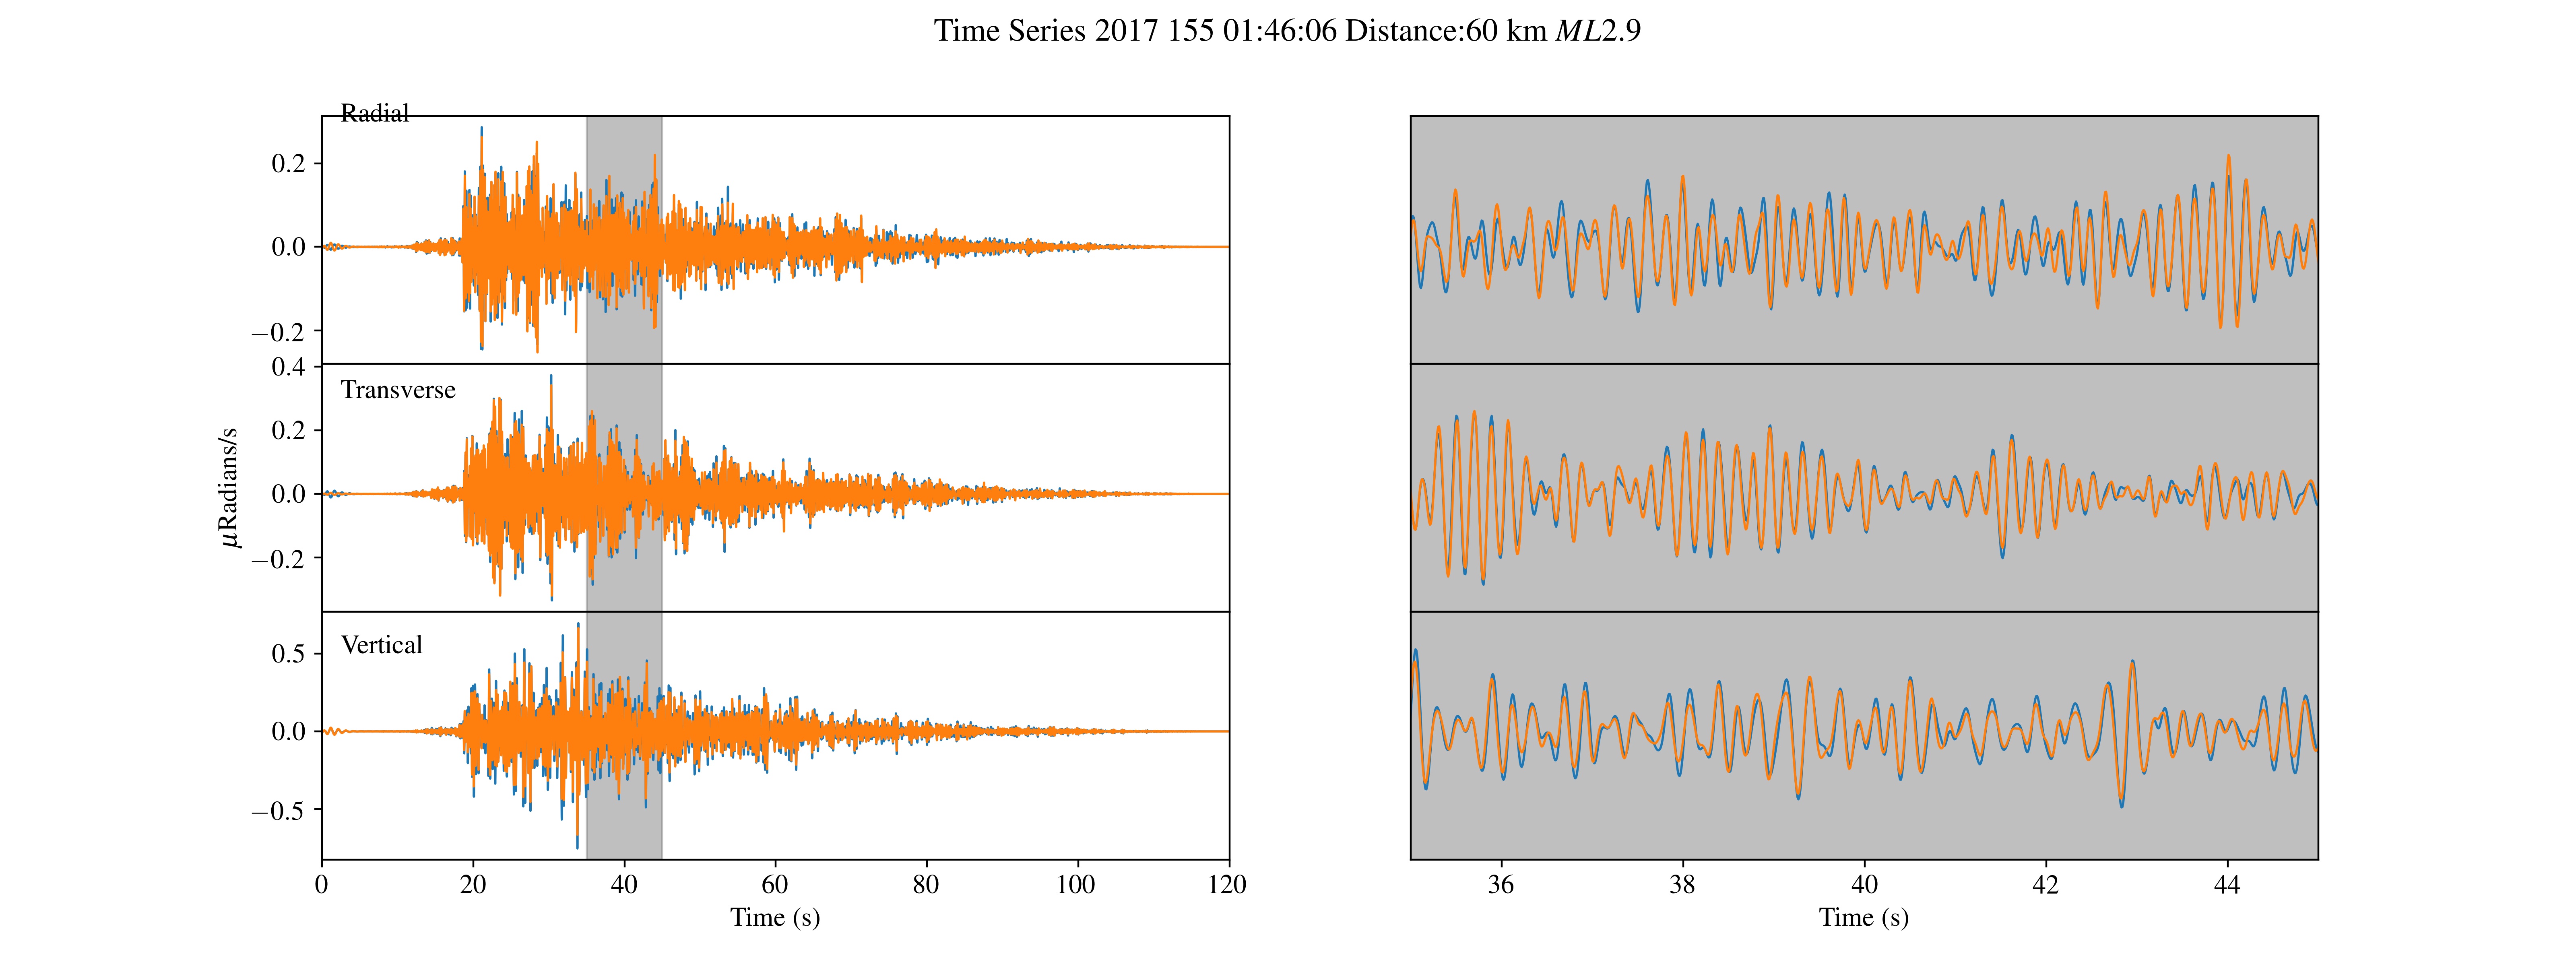 Time Series 2017 155 01:46:06 Distance:60 km ML2.9
Radial
0.2
0.0
−0.2
Transverse
0.4
0.2
0.0
−0.2
μRadians/s
Vertical
0.5
0.0
−0.5
0 20 40 60 80 100 120
Time (s)
36 38 40 42 44
Time (s)